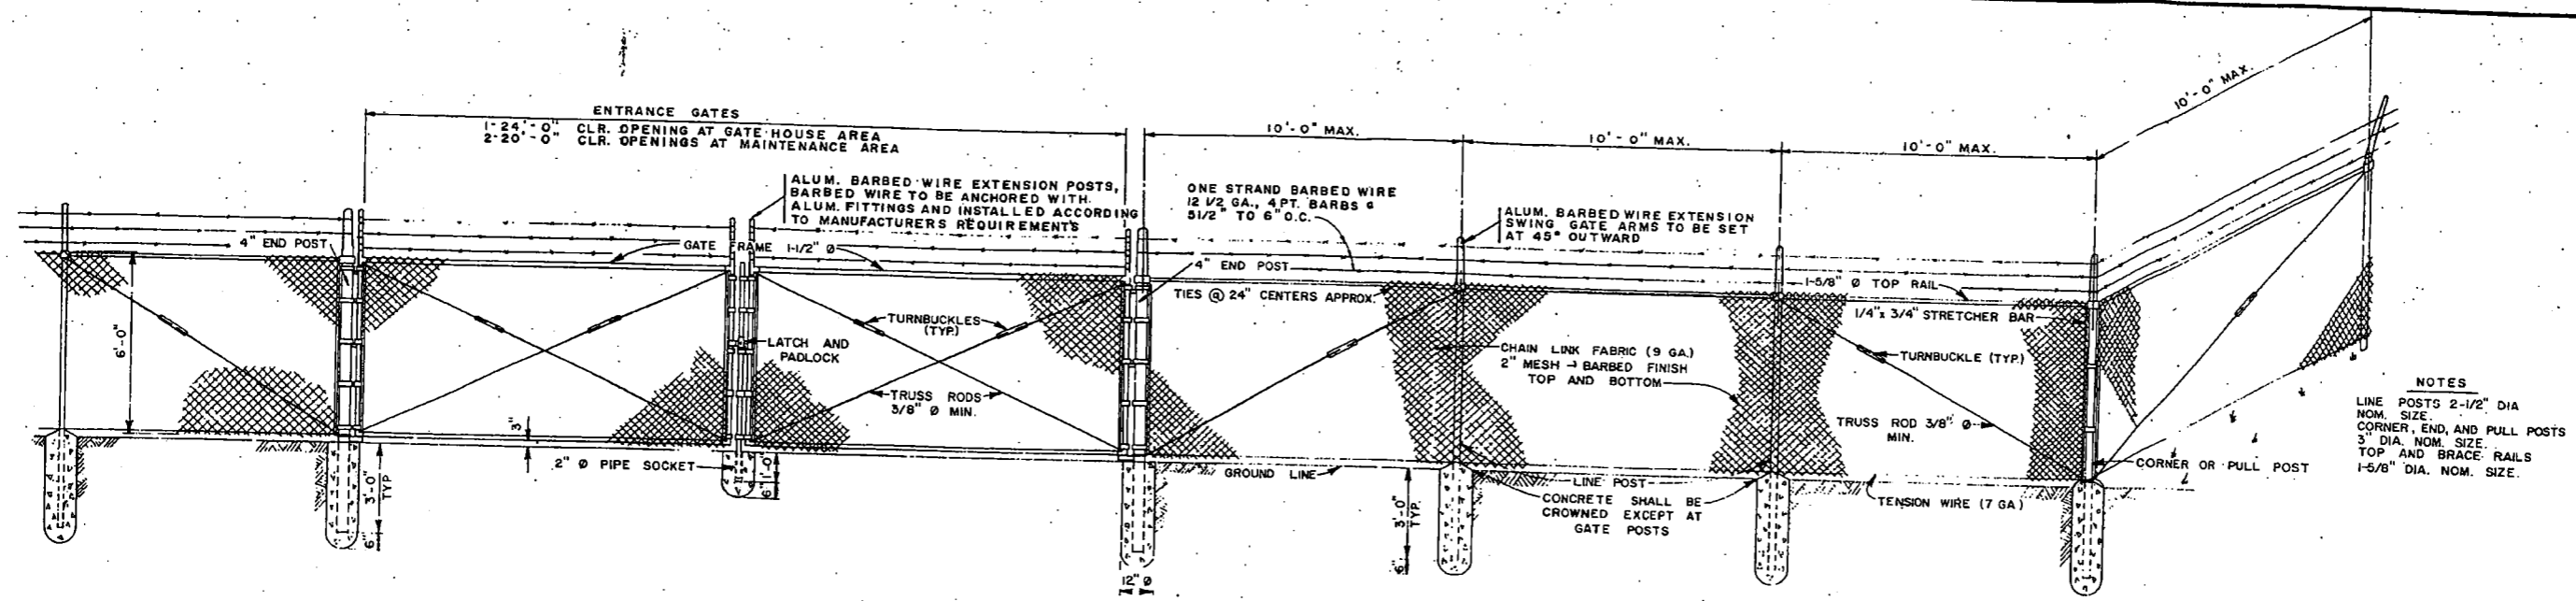 ENTRANCE GATES
1-24'-0" CLR. OPENING AT GATE HOUSE AREA
2-20'-0" CLR. OPENINGS AT MAINTENANCE AREA
10'-0" MAX.
10'-0" MAX.
10'-0" MAX.
10'-0" MAX.
ALUM. BARBED WIRE EXTENSION POSTS,
BARBED WIRE TO BE ANCHORED WITH
ALUM. FITTINGS AND INSTALLED ACCORDING
TO MANUFACTURERS REQUIREMENTS
ONE STRAND BARBED WIRE
12 1/2 GA., 4 PT. BARBS @
5 1/2" TO 6" O.C.
ALUM. BARBED WIRE EXTENSION
SWING GATE ARMS TO BE SET
AT 45° OUTWARD
4" END POST
GATE FRAME 1-1/2" Ø
4" END POST
TIES @ 24" CENTERS APPROX.
1-5/8" Ø TOP RAIL
1/4" x 3/4" STRETCHER BAR
6'-0"
TURNBUCKLES
(TYP.)
LATCH AND
PADLOCK
TRUSS RODS
3/8" Ø MIN.
CHAIN LINK FABRIC (9 GA.)
2" MESH - BARBED FINISH
TOP AND BOTTOM
TURNBUCKLE (TYP.)
TRUSS ROD 3/8" Ø
MIN.
3"
2" Ø PIPE SOCKET
1'-0"
6"
3'-0"
TYP
6"
GROUND LINE
LINE POST
CONCRETE SHALL BE
CROWNED EXCEPT AT
GATE POSTS
3'-0"
TYP.
6"
12" Ø
TENSION WIRE (7 GA)
CORNER OR PULL POST
NOTES
LINE POSTS 2-1/2" DIA
NOM. SIZE.
CORNER, END, AND PULL POSTS
3" DIA. NOM. SIZE.
TOP AND BRACE RAILS
1-5/8" DIA. NOM. SIZE.